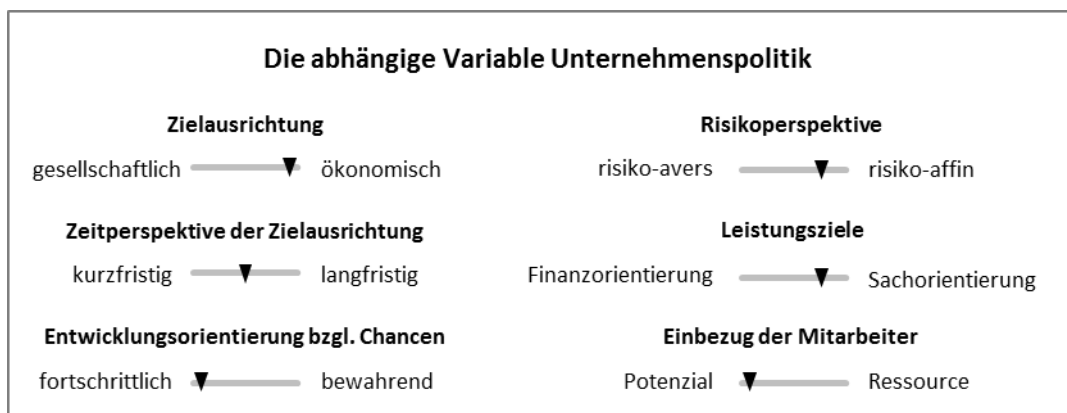 Die abhängige Variable Unternehmenspolitik
Zielausrichtung
gesellschaftlich ökonomisch
Zeitperspektive der Zielausrichtung
kurzfristig langfristig
Entwicklungsorientierung bzgl. Chancen
fortschrittlich bewahrend
Risikoperspektive
risiko-avers risiko-affin
Leistungsziele
Finanzorientierung Sachorientierung
Einbezug der Mitarbeiter
Potenzial Ressource